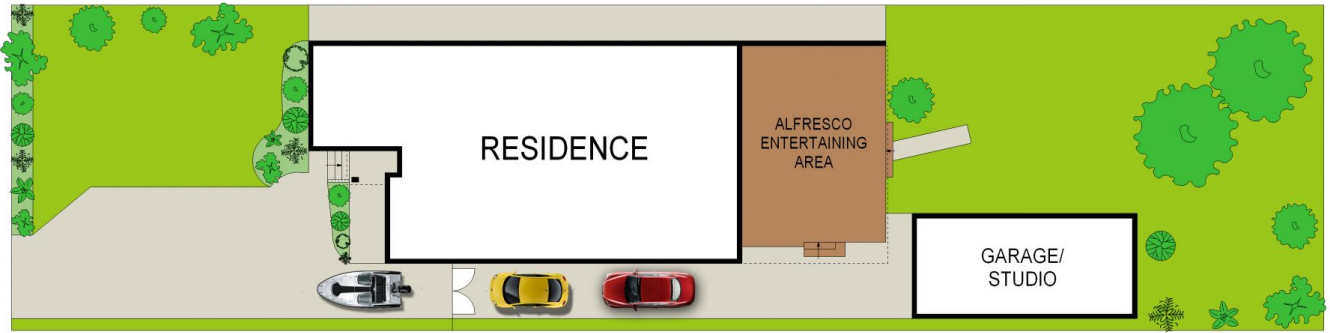 RESIDENCE
ALFRESCO
ENTERTAINING
AREA
GARAGE/
STUDIO